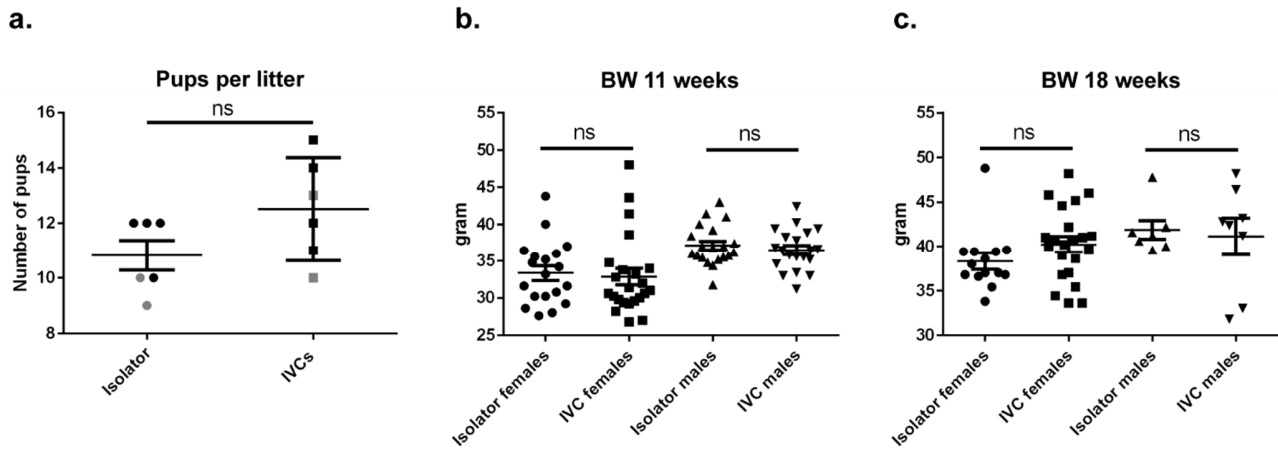 a.
Pups per litter
ns
16
14
12
10
8
Number of pups
Isolator
IVCs
b.
BW 11 weeks
ns
ns
55
50
45
40
35
30
25
gram
Isolator females
IVC females
Isolator males
IVC males
c.
BW 18 weeks
ns
ns
55
50
45
40
35
30
gram
Isolator females
IVC females
Isolator males
IVC males